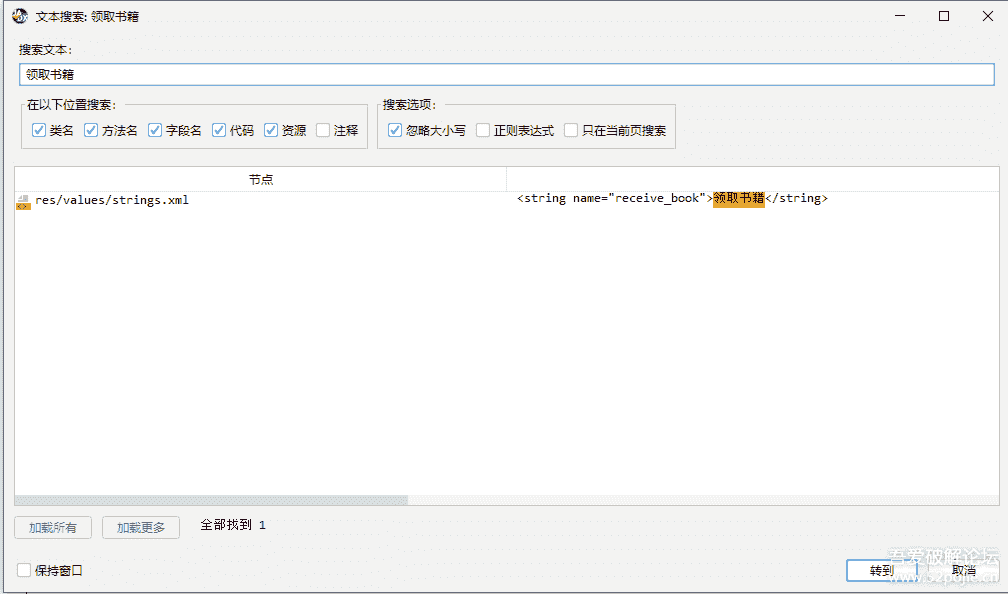 文本搜索: 领取书籍
搜索文本:
领取书籍
在以下位置搜索:
类名 方法名 字段名 代码 资源 注释
搜索选项:
忽略大小写 正则表达式 只在当前页搜索
节点
res/values/strings.xml <string name="receive_book">领取书籍</string>
加载所有 加载更多 全部找到 1
保持窗口
转到 取消
吾爱破解论坛
www.52pojie.cn